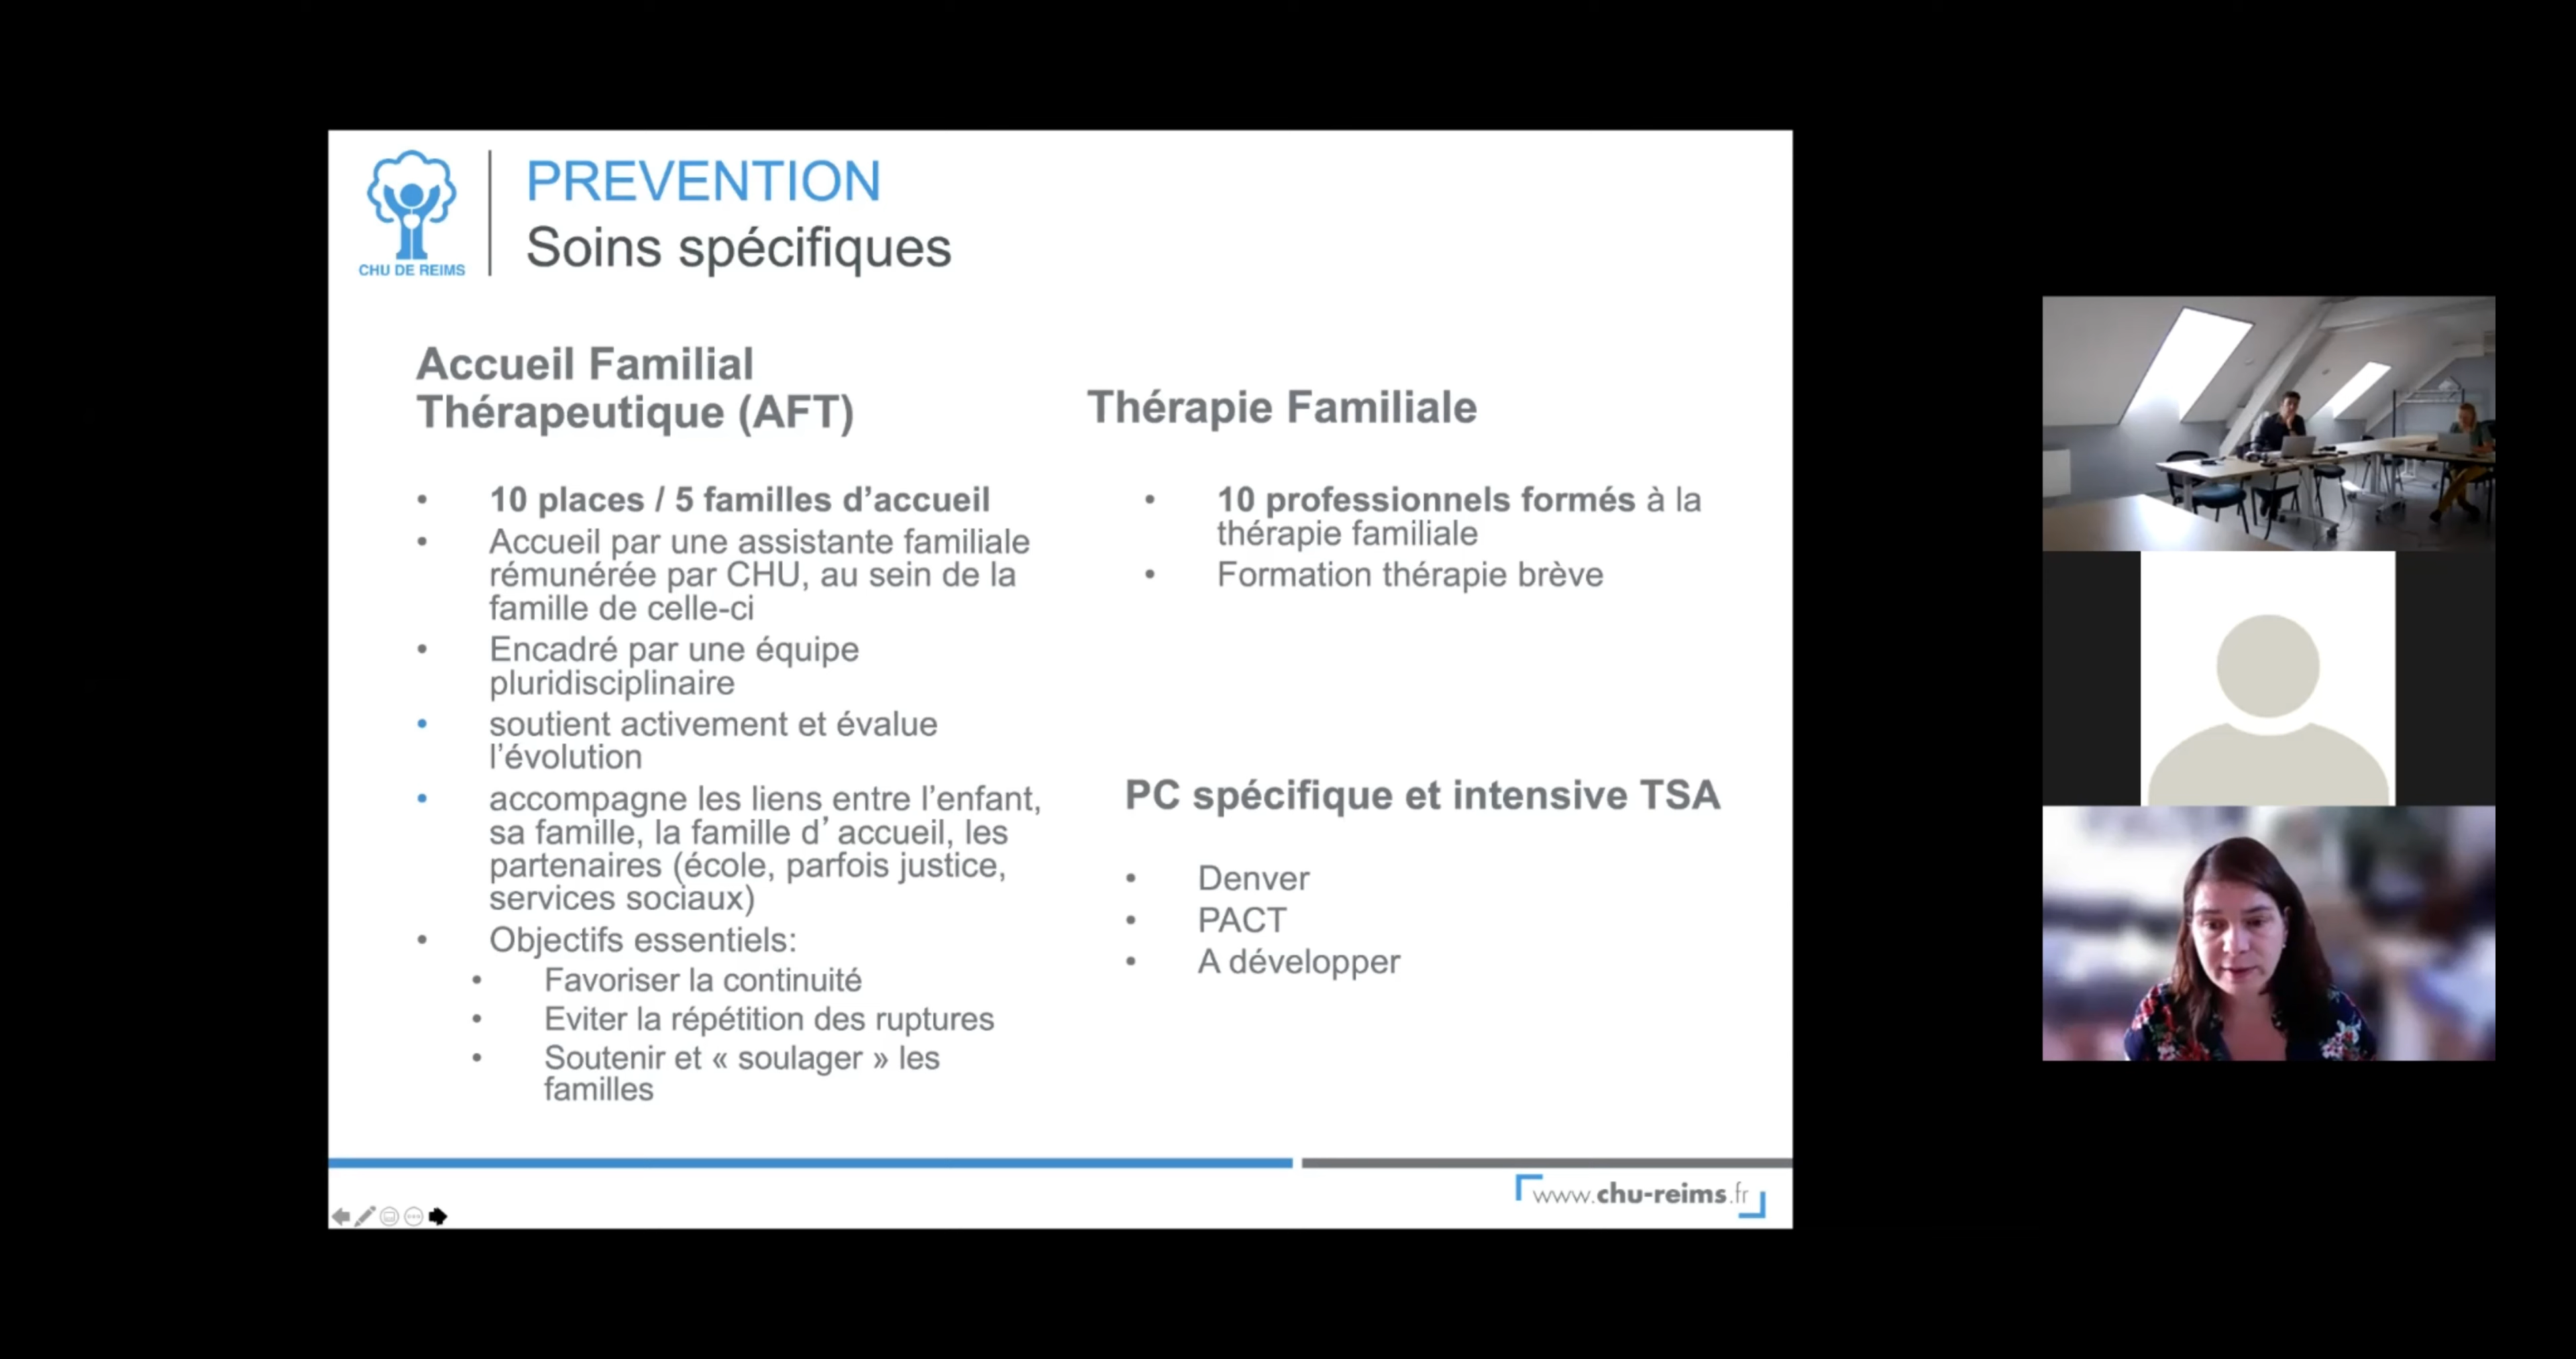 CHU DE REIMS
PREVENTION
Soins spécifiques
Accueil Familial
Thérapeutique (AFT)
• 10 places / 5 familles d’accueil
• Accueil par une assistante familiale
rémunérée par CHU, au sein de la
famille de celle-ci
• Encadré par une équipe
pluridisciplinaire
• soutient activement et évalue
l’évolution
• accompagne les liens entre l’enfant,
sa famille, la famille d’ accueil, les
partenaires (école, parfois justice,
services sociaux)
• Objectifs essentiels:
• Favoriser la continuité
• Eviter la répétition des ruptures
• Soutenir et « soulager » les
familles
Thérapie Familiale
• 10 professionnels formés à la
thérapie familiale
• Formation thérapie brève
PC spécifique et intensive TSA
• Denver
• PACT
• A développer
www.chu-reims.fr